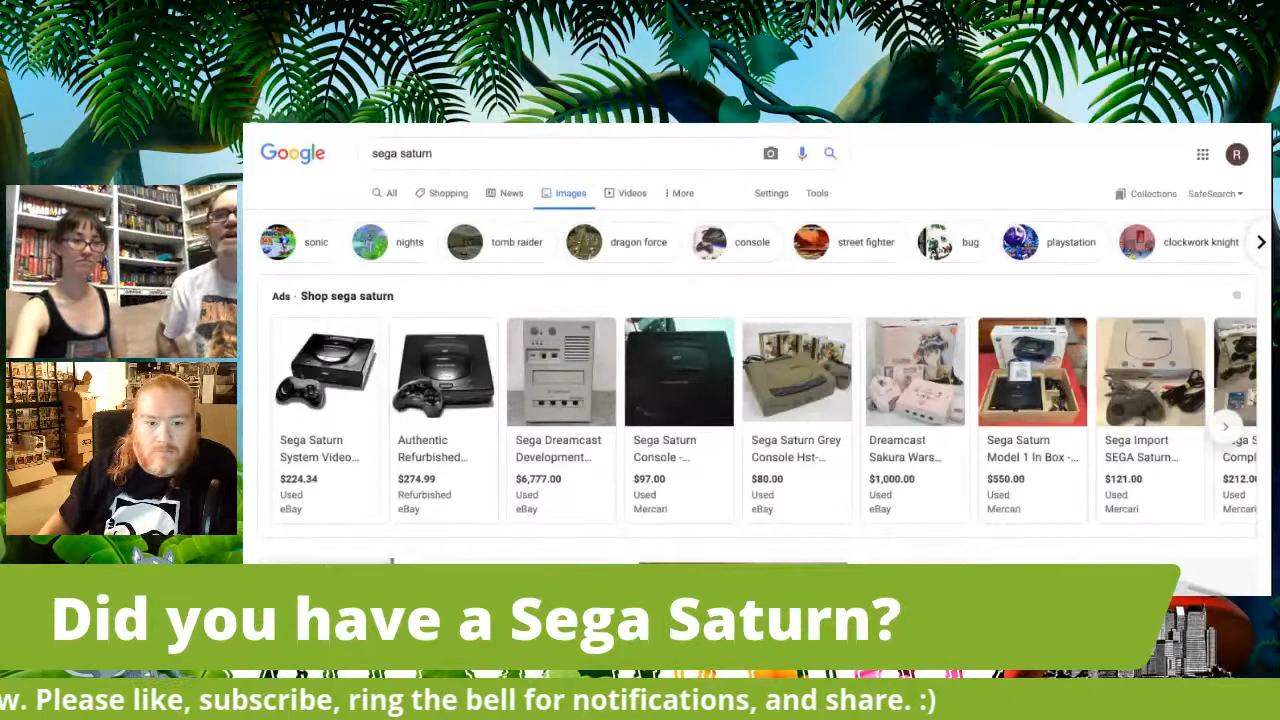 Google
sega saturn
R
All Shopping News Images Videos More Settings Tools
Collections SafeSearch
sonic nights tomb raider dragon force console street fighter bug playstation clockwork knight
Ads · Shop sega saturn
Sega Saturn
System Video...
$224.34
Used
eBay
Authentic
Refurbished...
$274.99
Refurbished
eBay
Sega Dreamcast
Development...
$6,777.00
Used
eBay
Sega Saturn
Console -...
$97.00
Used
Mercari
Sega Saturn Grey
Console Hst-...
$80.00
Used
eBay
Dreamcast
Sakura Wars...
$1,000.00
Used
eBay
Sega Saturn
Model 1 In Box -...
$550.00
Used
Mercari
Sega Import
SEGA Saturn...
$121.00
Used
Mercari
Sega S
Compl
$212.0
Used
Mercari
Did you have a Sega Saturn?
w. Please like, subscribe, ring the bell for notifications, and share. :)